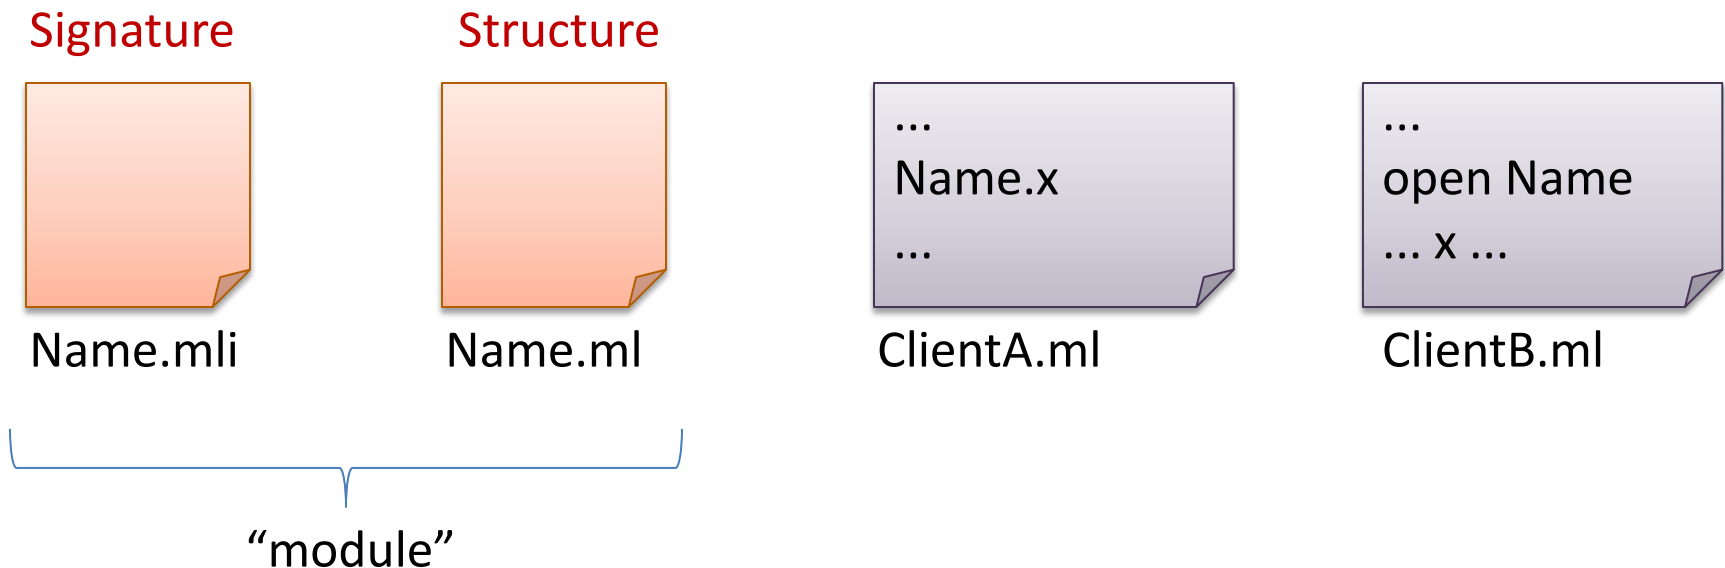 Signature
Structure
Name.mli
Name.ml
“module”
...
Name.x
...
ClientA.ml
...
open Name
... x ...
ClientB.ml